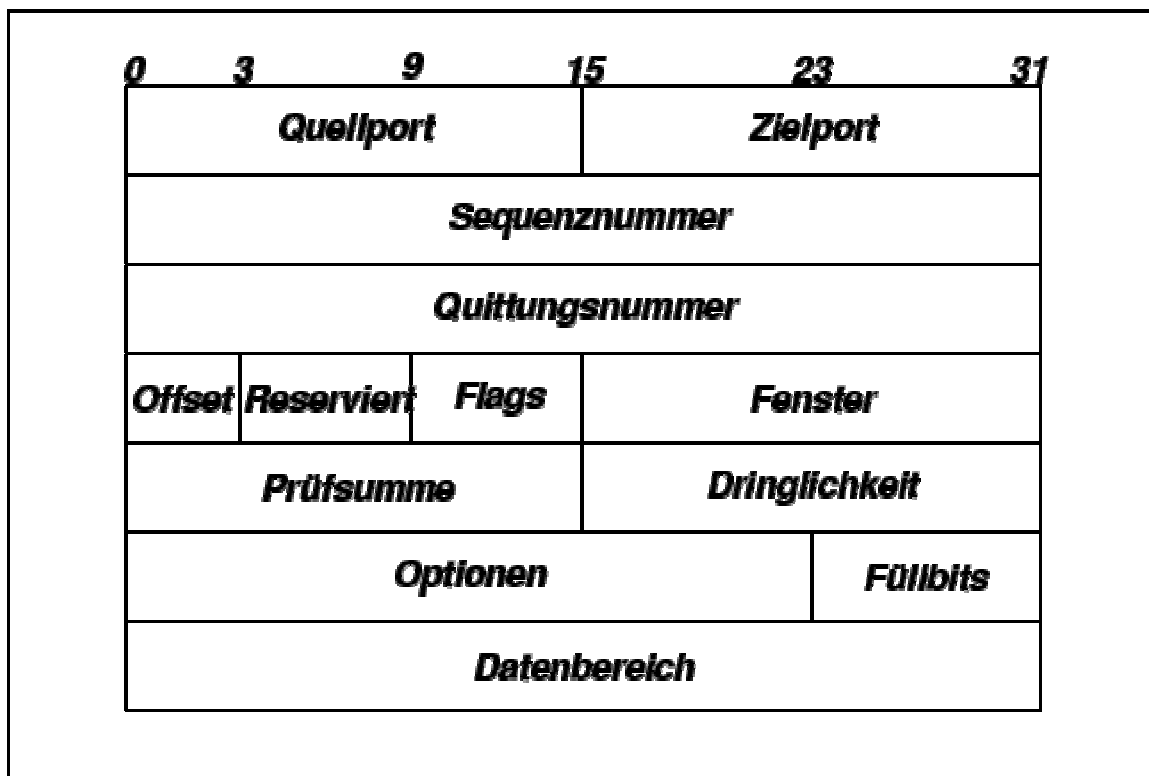 0 3 9 15 23 31
Quellport Zielport
Sequenznummer
Quittungsnummer
Offset Reserviert Flags Fenster
Prüfsumme Dringlichkeit
Optionen Füllbits
Datenbereich